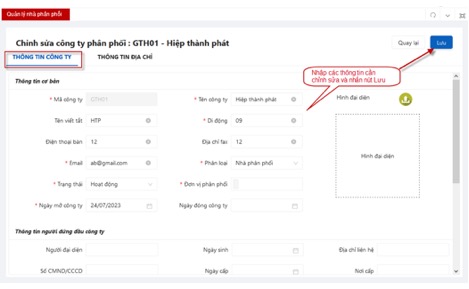 Quản lý nhà phân phối
Chỉnh sửa công ty phân phối : GTH01 - Hiệp thành phát
Quay lại
Lưu
THÔNG TIN CÔNG TY
THÔNG TIN ĐỊA CHỈ
Nhập các thông tin cần chỉnh sửa và nhấn nút Lưu
Thông tin cơ bản
* Mã công ty GTH01
* Tên công ty Hiệp thành phát
Hình đại diện
Tên viết tắt HTP
* Di động 09
Điện thoại bàn 12
Địa chỉ fax 12
* Email ab@gmail.com
* Phân loại Nhà phân phối
Hình đại diện
* Trạng thái Hoạt động
* Đơn vị phân phối
* Ngày mở công ty 24/07/2023
Ngày đóng công ty
Thông tin người đứng đầu công ty
Người đại diện
Ngày sinh
Địa chỉ liên hệ
Số CMND/CCCD
Ngày cấp
Nơi cấp